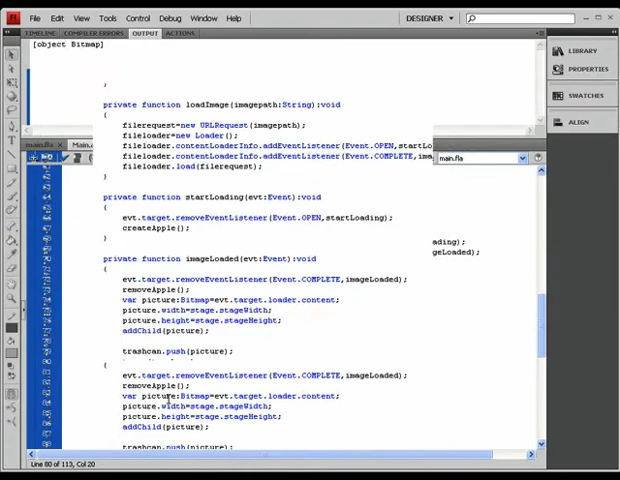 FL File Edit View Tools Control Debug Window Help DESIGNER
TIMELINE COMPILER ERRORS OUTPUT ACTIONS
[object Bitmap]
LIBRARY
PROPERTIES
SWATCHES
ALIGN
;
private function loadImage(imagepath:String):void
{
filerequest=new URLRequest(imagepath);
fileloader=new Loader();
fileloader.contentLoaderInfo.addEventListener(Event.OPEN,startLo
main.fla Main.
fileloader.contentLoaderInfo.addEventListener(Event.COMPLETE,ima
main.fla
fileloader.load(filerequest);
}
private function startLoading(evt:Event):void
{
evt.target.removeEventListener(Event.OPEN,startLoading);
createApple();
}
ading);
geLoaded);
private function imageLoaded(evt:Event):void
{
evt.target.removeEventListener(Event.COMPLETE,imageLoaded);
removeApple();
var picture:Bitmap=evt.target.loader.content;
picture.width=stage.stageWidth;
picture.height=stage.stageHeight;
addChild(picture);
trashcan.push(picture);
{
evt.target.removeEventListener(Event.COMPLETE,imageLoaded);
removeApple();
var picture:Bitmap=evt.target.loader.content;
picture.width=stage.stageWidth;
picture.height=stage.stageHeight;
addChild(picture);
trashcan.push(picture);
Line 80 of 113, Col 20